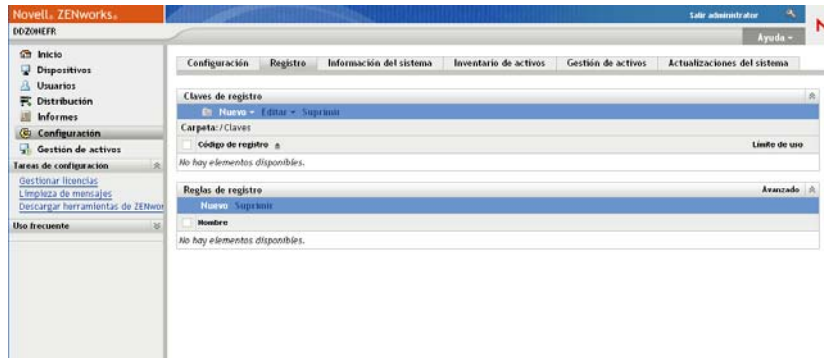 Novell. ZENworks.
Salir administrator
DDZONEFR
Ayuda
Inicio
Dispositivos
Usuarios
Distribución
Informes
Configuración
Gestión de activos
Tareas de configuración
Gestionar licencias
Limpieza de mensajes
Descargar herramientas de ZENwor
Uso frecuente
Configuración Registro Información del sistema Inventario de activos Gestión de activos Actualizaciones del sistema
Claves de registro
Nuevo Editar Suprimir
Carpeta: / Claves
Código de registro Límite de uso
No hay elementos disponibles.
Reglas de registro Avanzado
Nuevo Suprimir
Nombre
No hay elementos disponibles.